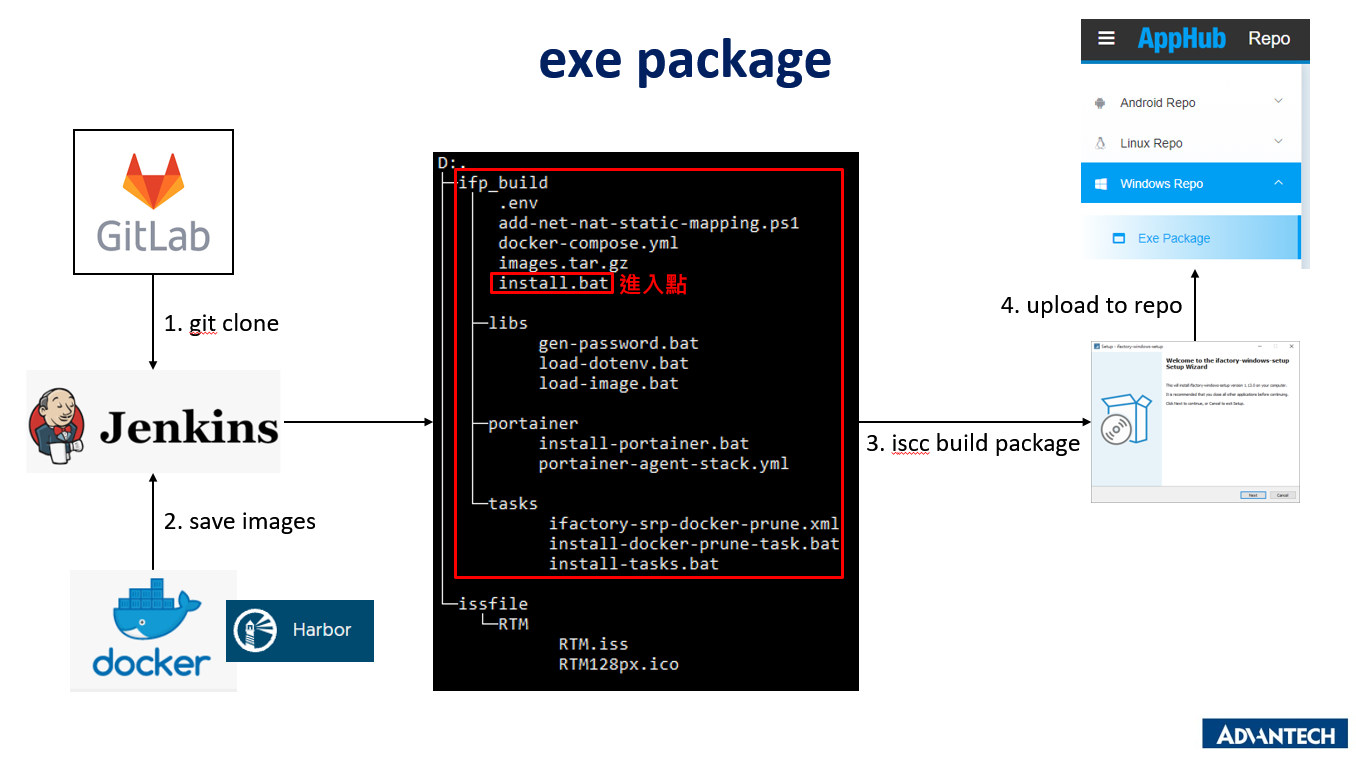 exe package
AppHub Repo
Android Repo
Linux Repo
Windows Repo
Exe Package
GitLab
1. git clone
Jenkins
2. save images
docker
Harbor
D:.
ifp_build
.env
add-net-nat-static-mapping.ps1
docker-compose.yml
images.tar.gz
install.bat 進入點
libs
gen-password.bat
load-dotenv.bat
load-image.bat
portainer
install-portainer.bat
portainer-agent-stack.yml
tasks
ifactory-srp-docker-prune.xml
install-docker-prune-task.bat
install-tasks.bat
issfile
RTM
RTM.iss
RTM128px.ico
3. iscc build package
4. upload to repo
Setup - ifactory-windows-setup
Welcome to the ifactory-windows-setup
Setup Wizard
This will install ifactory-windows-setup version 1.12.0 on your computer.
It is recommended that you close all other applications before continuing.
Click Next to continue, or Cancel to exit Setup.
Next
Cancel
ADVANTECH